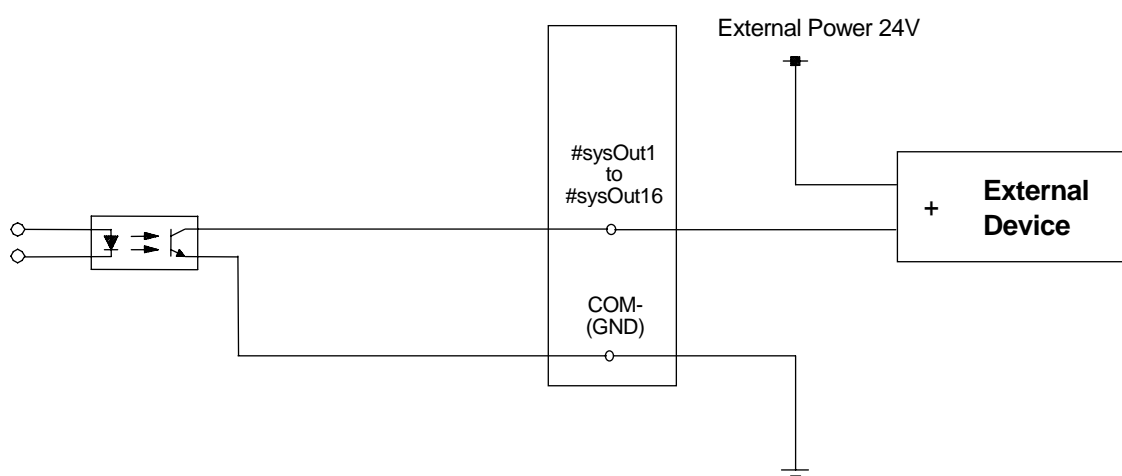 External Power 24V
#sysOut1
to
#sysOut16
+
External
Device
COM-
(GND)